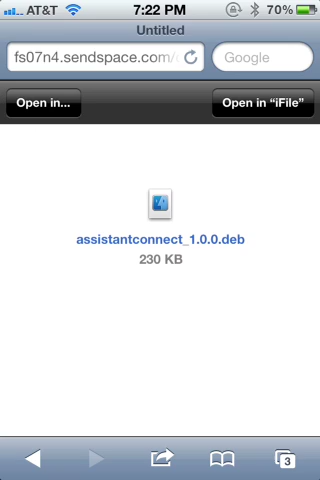 AT&T 7:22 PM 70%
Untitled
fs07n4.sendspace.com/ Google
Open in... Open in “iFile”
assistantconnect_1.0.0.deb
230 KB
3